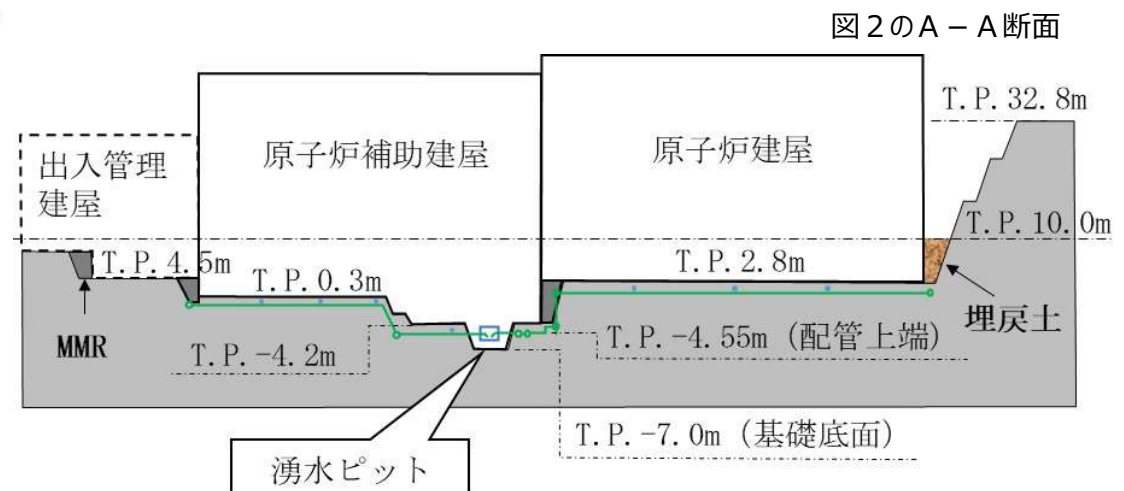 図2のA－A断面
T.P.32.8m
出入管理
建屋
原子炉補助建屋
原子炉建屋
T.P.10.0m
T.P.4.5m
T.P.0.3m
T.P.2.8m
MMR
T.P.-4.2m
T.P.-4.55m（配管上端）
埋戻土
T.P.-7.0m（基礎底面）
湧水ピット